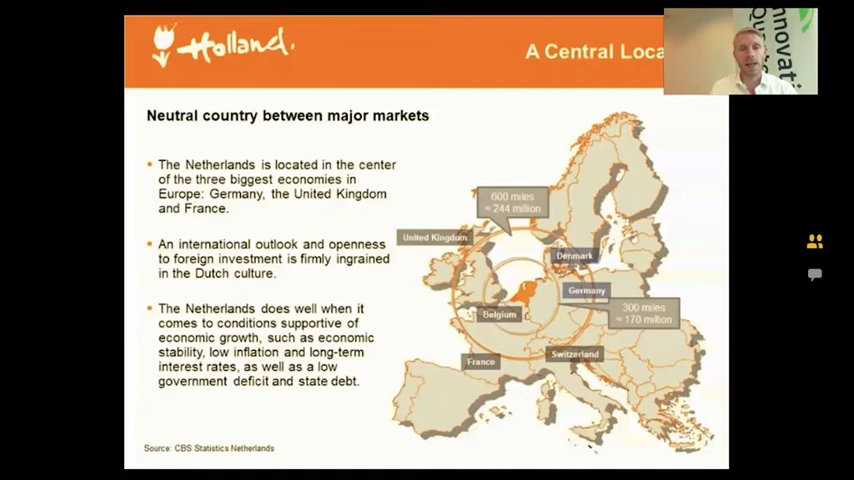 Holland.
A Central Loca
Neutral country between major markets
The Netherlands is located in the center
of the three biggest economies in
Europe: Germany, the United Kingdom
and France.
An international outlook and openness
to foreign investment is firmly ingrained
in the Dutch culture.
The Netherlands does well when it
comes to conditions supportive of
economic growth, such as economic
stability, low inflation and long-term
interest rates, as well as a low
government deficit and state debt.
Source: CBS Statistics Netherlands
600 miles
= 244 million
United Kingdom
Denmark
Germany
300 miles
= 170 million
Belgium
Switzerland
France
nnovati